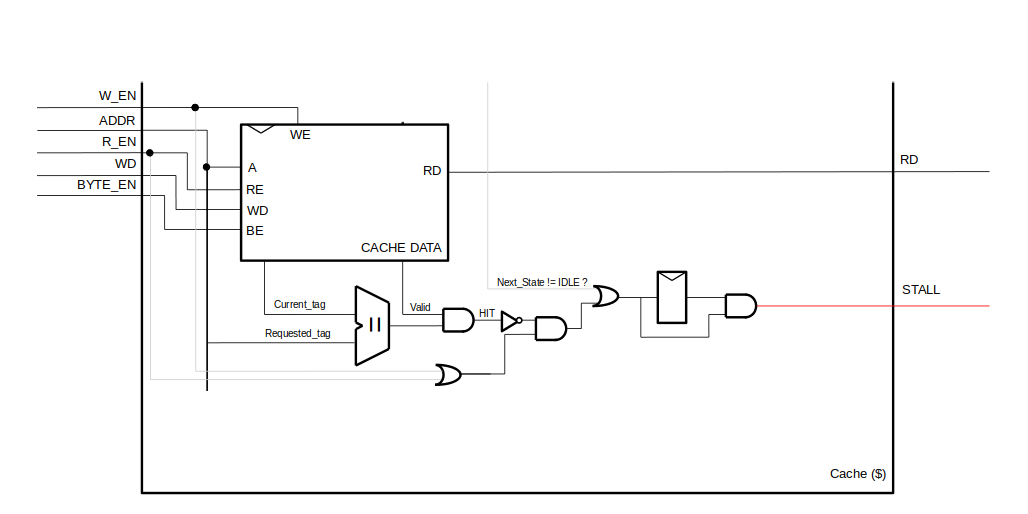 W_EN
ADDR
R_EN
WD
BYTE_EN
WE
A
RE
WD
BE
RD
CACHE DATA
RD
STALL
Next_State != IDLE ?
Current_tag
Requested_tag
Valid
HIT
Cache ($)